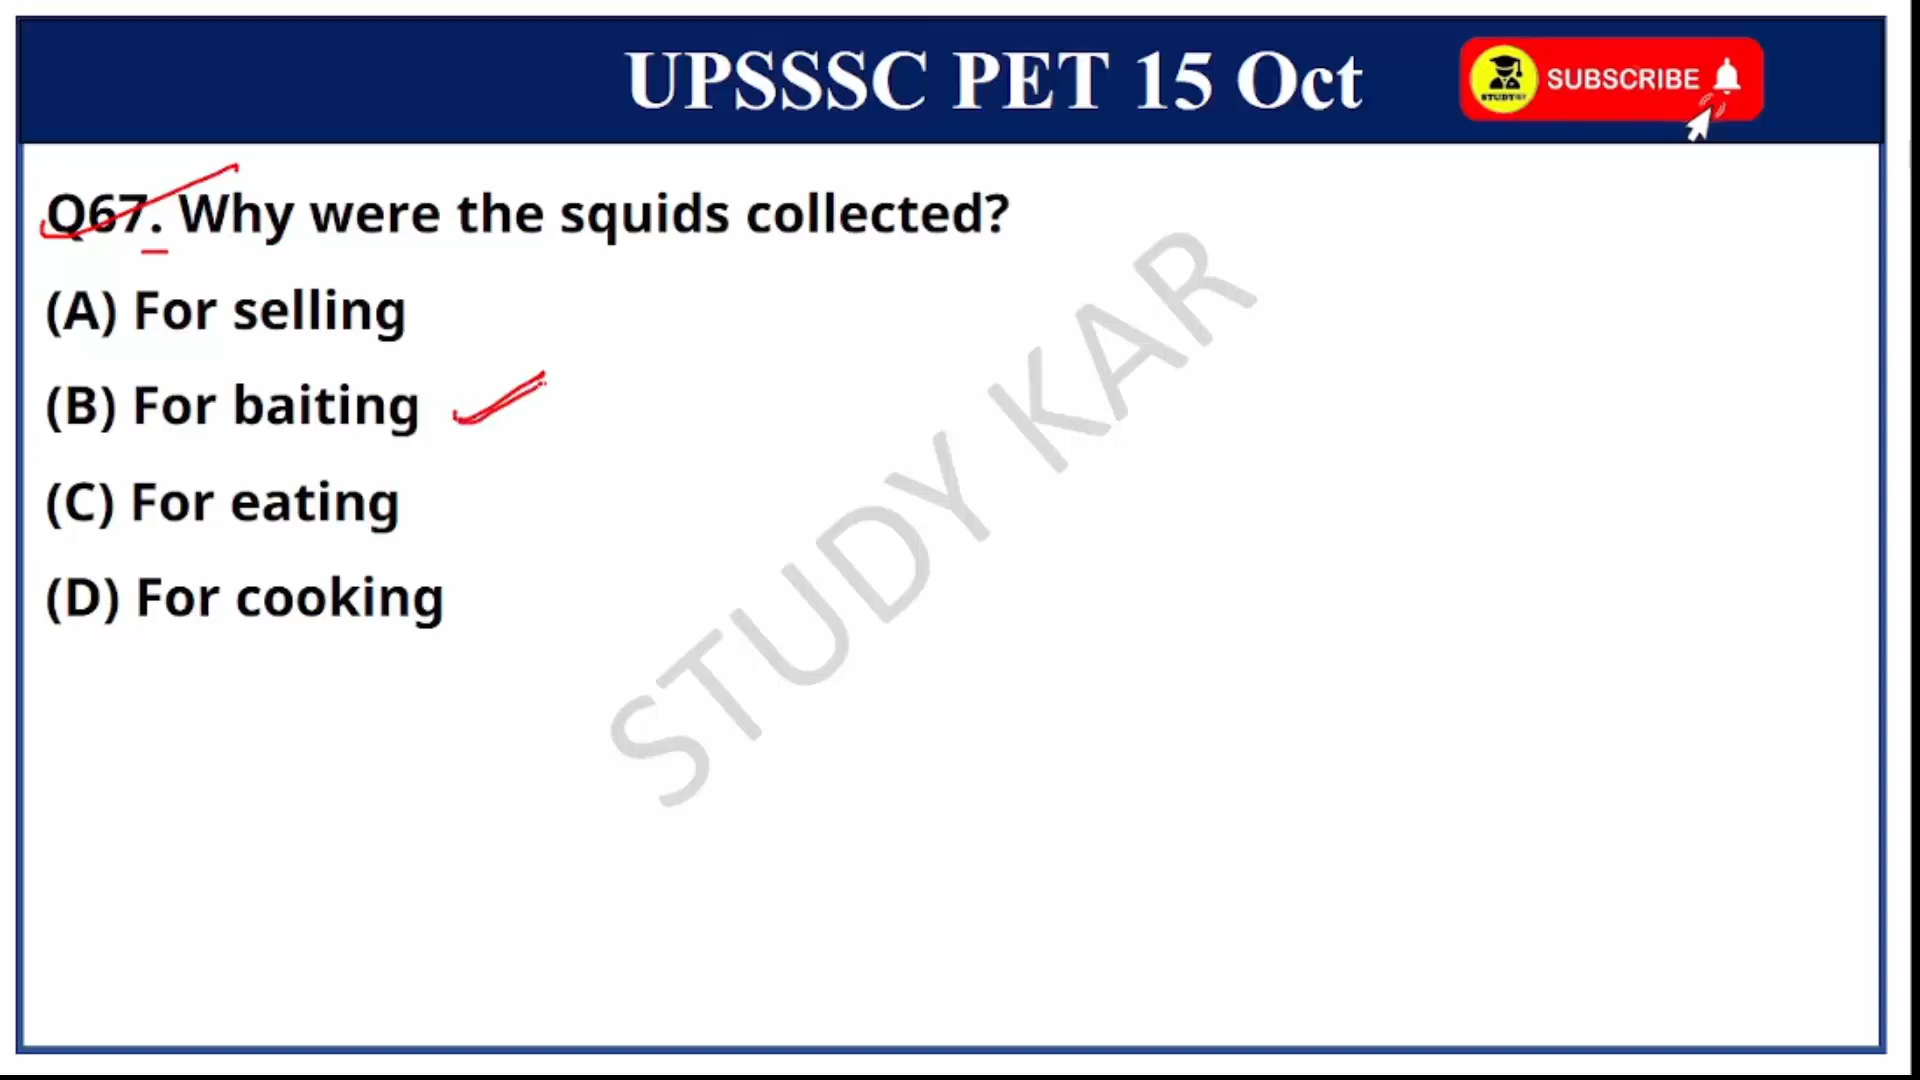 UPSSSC PET 15 Oct
SUBSCRIBE
Q67. Why were the squids collected?
(A) For selling
(B) For baiting
(C) For eating
(D) For cooking
STUDY KAR